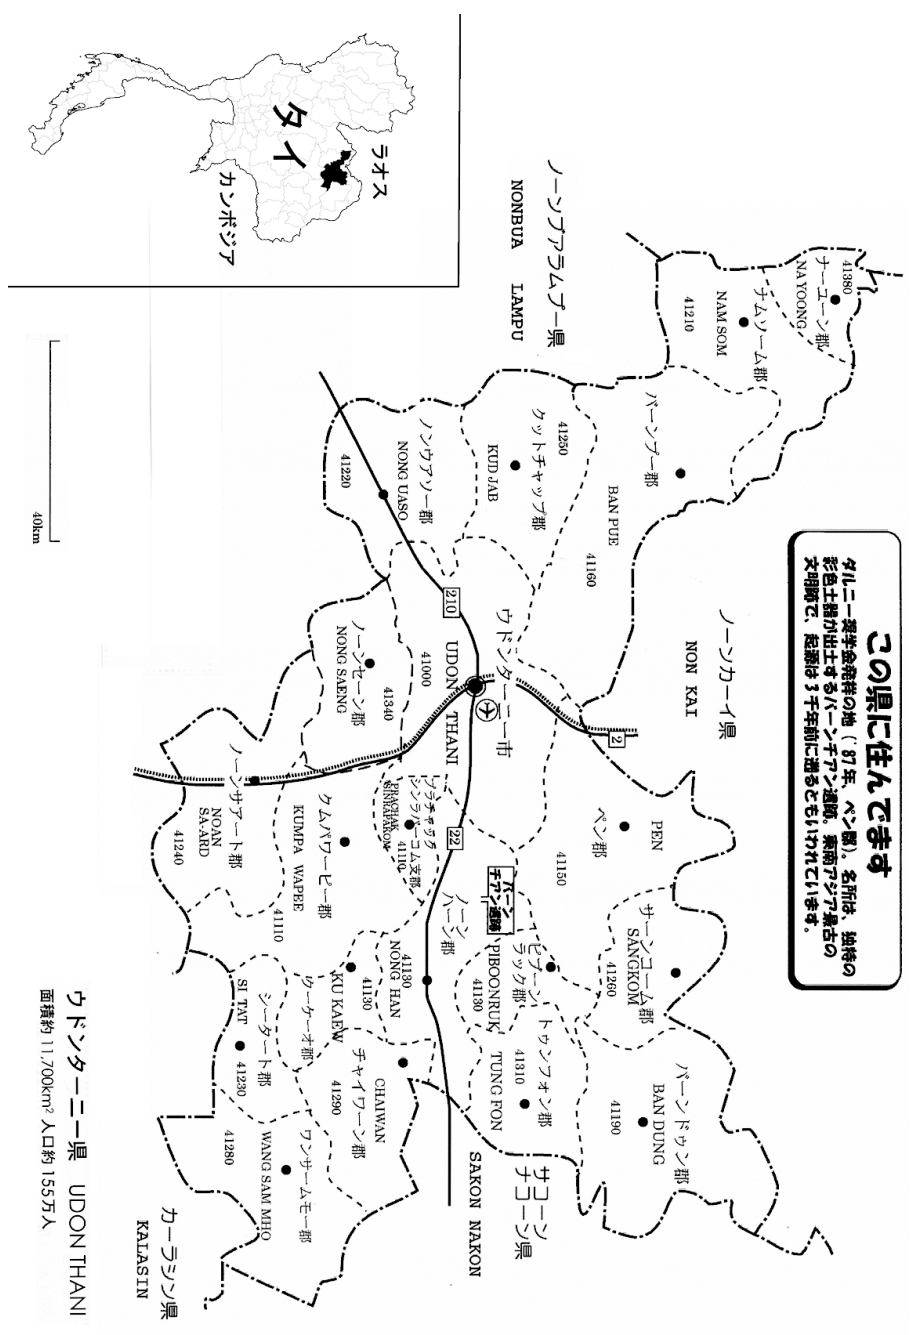 この県に住んでます
ダルニー奨学会発祥の地（'87年、ペン郡）。名所は、独特の
彩色土器が出土するバーンチアン遺跡。東南アジア最古の
文明跡で、起源は5千年前に遡るともいわれています。
タイ
ラオス
カンボジア
ノーンブアラムプー県
NONBUA LAMPU
ノーンカーイ県
NON KAI
41380
ナーユーン郡
NA YOONG
ナムソーム郡
NAM SOM
41210
バーンプー郡
BAN PUE
41160
41250
クットチャップ郡
KUD JAB
ノンウアソー郡
NONG UASO
41220
210
ウドンターニー市
UDON THANI
41000
2
ノーンセーン郡
NONG SAENG
41340
ノーンサアート郡
NOAN
SA-ARD
41240
クムパワーピー郡
KUMPA WAPEE
41110
プラチャック
シンラパーコム支郡
PRACHAK
SINRAPAKOM
41110
22
PEN
ペン郡
41150
バーン
チアン遺跡
サーンコーム郡
SANGKOM
41260
ピブーン
ラック郡
PIBOONRUK
41130
ノーン
ハーン郡
41130
NONG HAN
41130
KU KAEW
クーケーオ郡
シータート郡
SI TAT
41230
トゥンフォン郡
41310
TUNG FON
バーンドゥン郡
BAN DUNG
41190
CHAIWAN
チャイワーン郡
41290
ワンサームモー郡
WANG SAM MHO
41280
サコーン
ナコーン県
SAKON NAKON
カーラシン県
KALASIN
40km
ウドンターニー県 UDON THANI
面積約 11,700km² 人口約 155万人